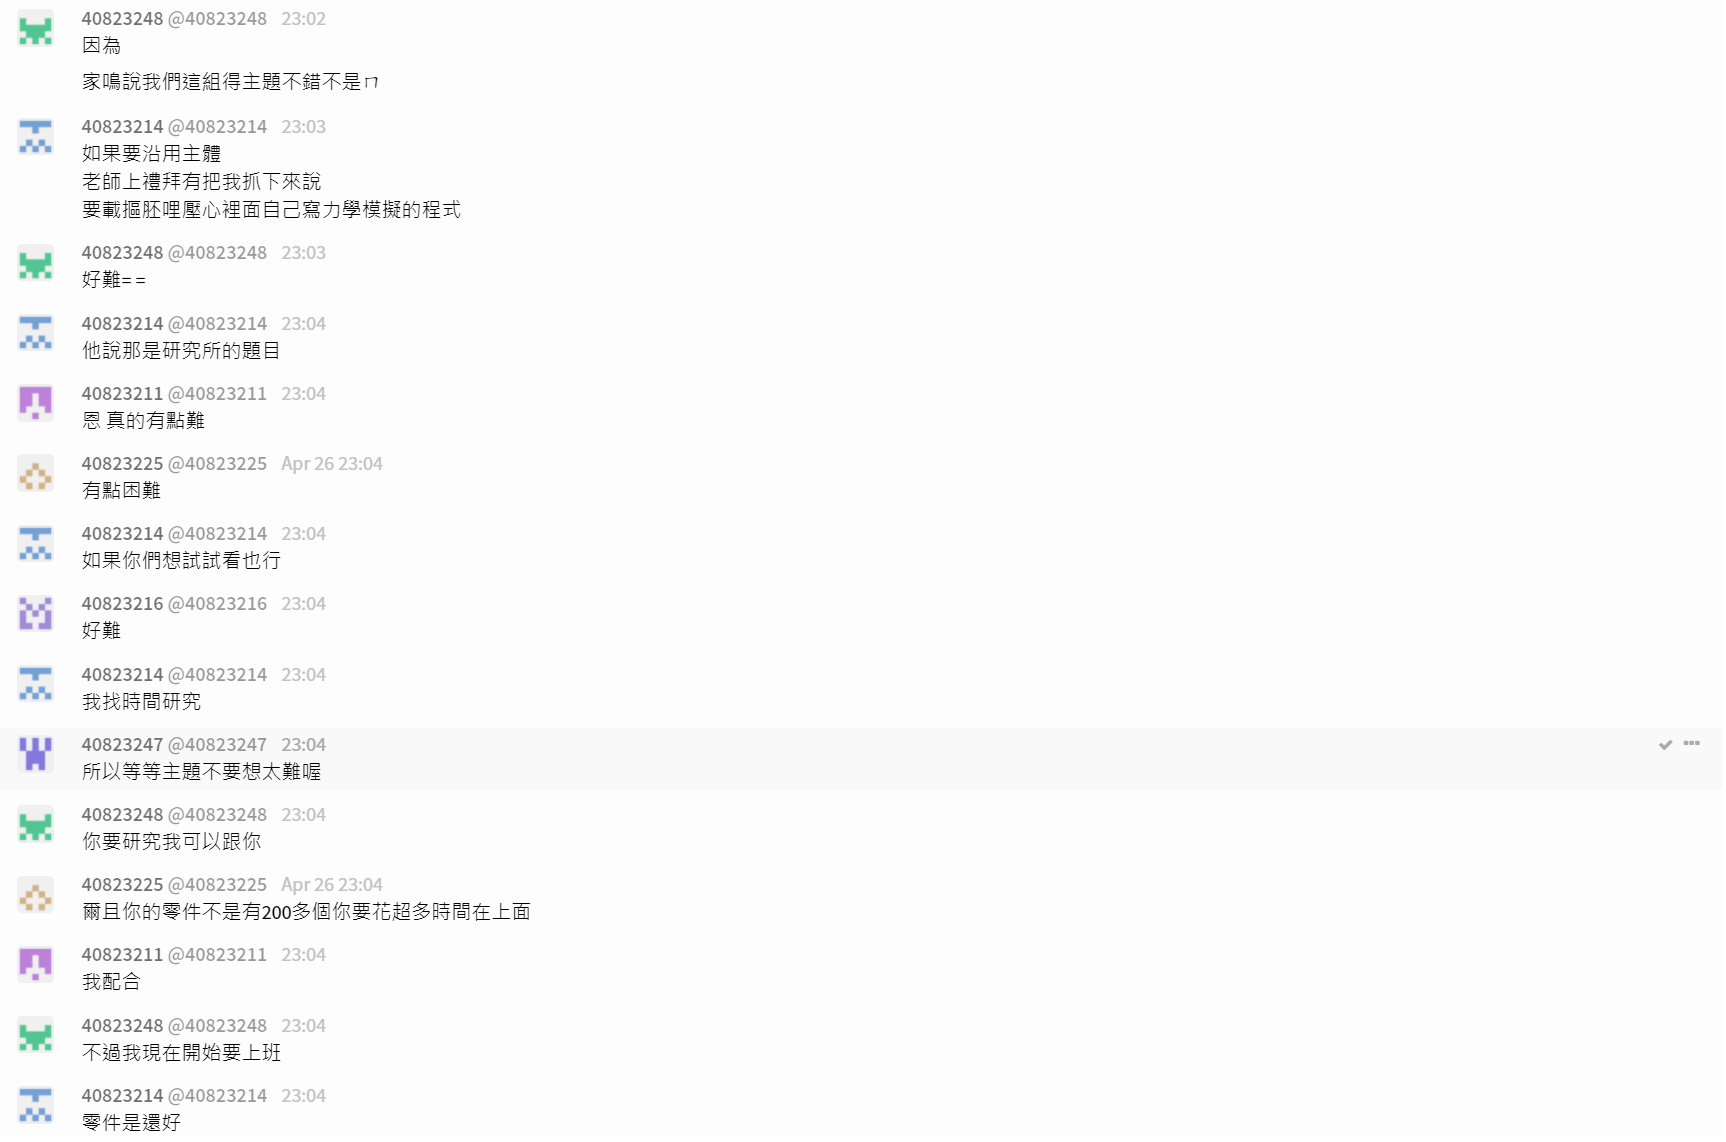 40823248 @40823248 23:02
因為
家鳴說我們這組得主題不錯不是ㄇ
40823214 @40823214 23:03
如果要沿用主體
老師上禮拜有把我抓下來說
要載摳胚哩壓心裡面自己寫力學模擬的程式
40823248 @40823248 23:03
好難= =
40823214 @40823214 23:04
他說那是研究所的題目
40823211 @40823211 23:04
恩 真的有點難
40823225 @40823225 Apr 26 23:04
有點困難
40823214 @40823214 23:04
如果你們想試試看也行
40823216 @40823216 23:04
好難
40823214 @40823214 23:04
我找時間研究
40823247 @40823247 23:04
所以等等主題不要想太難喔
40823248 @40823248 23:04
你要研究我可以跟你
40823225 @40823225 Apr 26 23:04
爾且你的零件不是有200多個你要花超多時間在上面
40823211 @40823211 23:04
我配合
40823248 @40823248 23:04
不過我現在開始要上班
40823214 @40823214 23:04
零件是還好